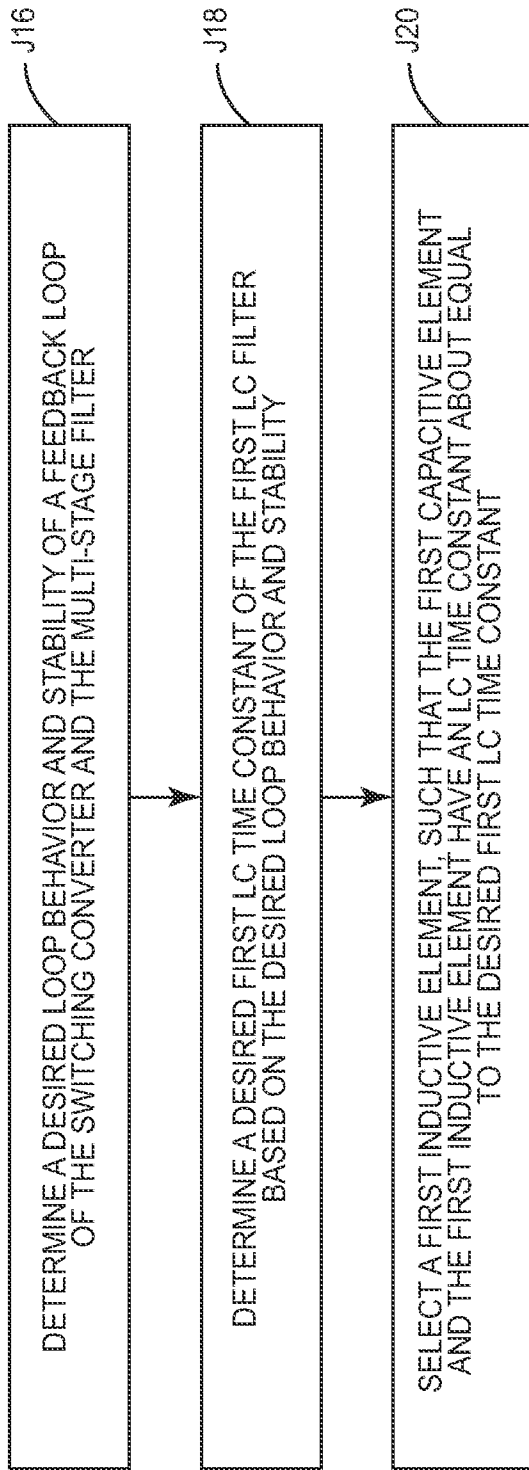 DETERMINE A DESIRED LOOP BEHAVIOR AND STABILITY OF A FEEDBACK LOOP
OF THE SWITCHING CONVERTER AND THE MULTI-STAGE FILTER
J16
DETERMINE A DESIRED FIRST LC TIME CONSTANT OF THE FIRST LC FILTER
BASED ON THE DESIRED LOOP BEHAVIOR AND STABILITY
J18
SELECT A FIRST INDUCTIVE ELEMENT, SUCH THAT THE FIRST CAPACITIVE ELEMENT
AND THE FIRST INDUCTIVE ELEMENT HAVE AN LC TIME CONSTANT ABOUT EQUAL
TO THE DESIRED FIRST LC TIME CONSTANT
J20